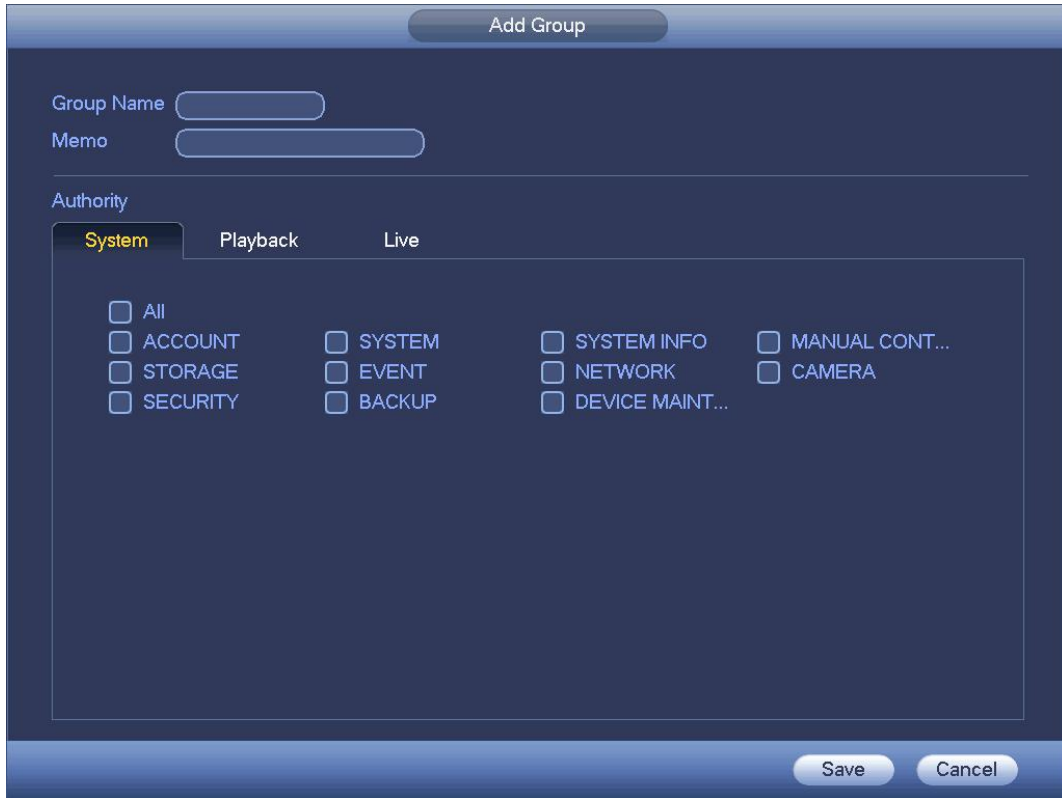 Add Group
Group Name
Memo
Authority
System Playback Live
All
ACCOUNT SYSTEM SYSTEM INFO MANUAL CONT...
STORAGE EVENT NETWORK CAMERA
SECURITY BACKUP DEVICE MAINT...
Save Cancel